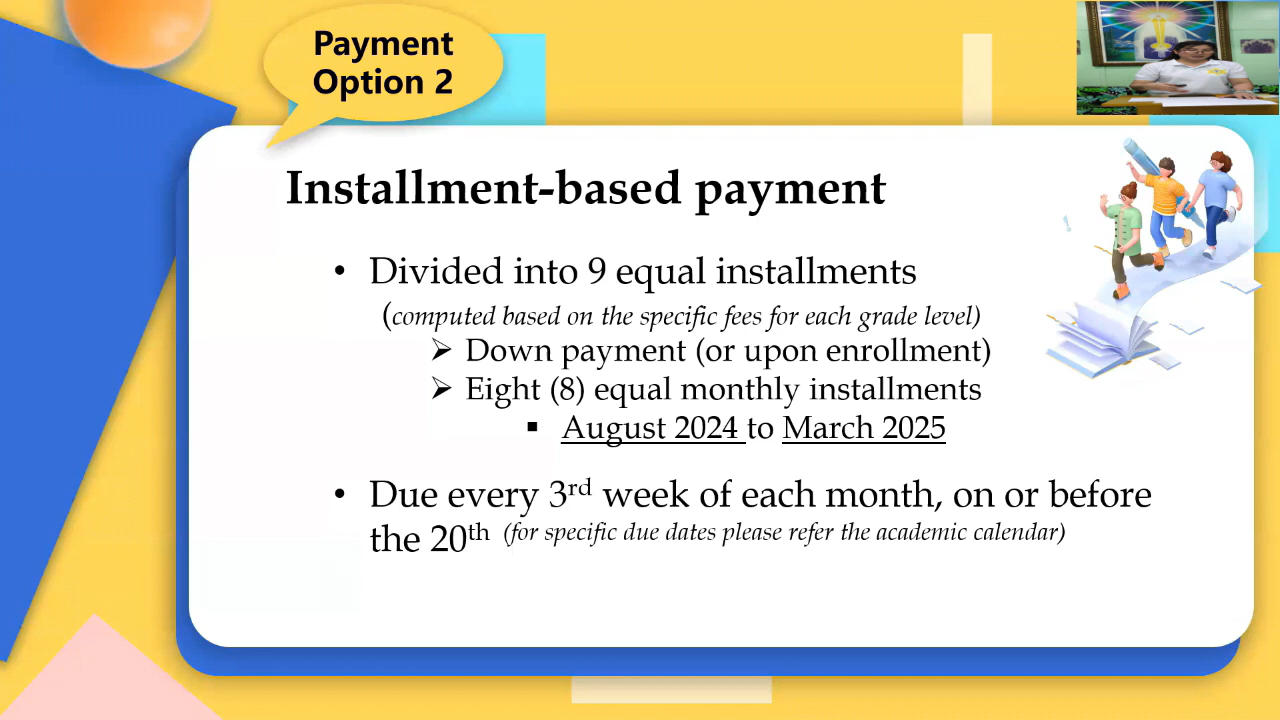 Payment
Option 2
Installment-based payment
• Divided into 9 equal installments
(computed based on the specific fees for each grade level)
➢ Down payment (or upon enrollment)
➢ Eight (8) equal monthly installments
▪ August 2024 to March 2025
• Due every 3rd week of each month, on or before
the 20th (for specific due dates please refer the academic calendar)